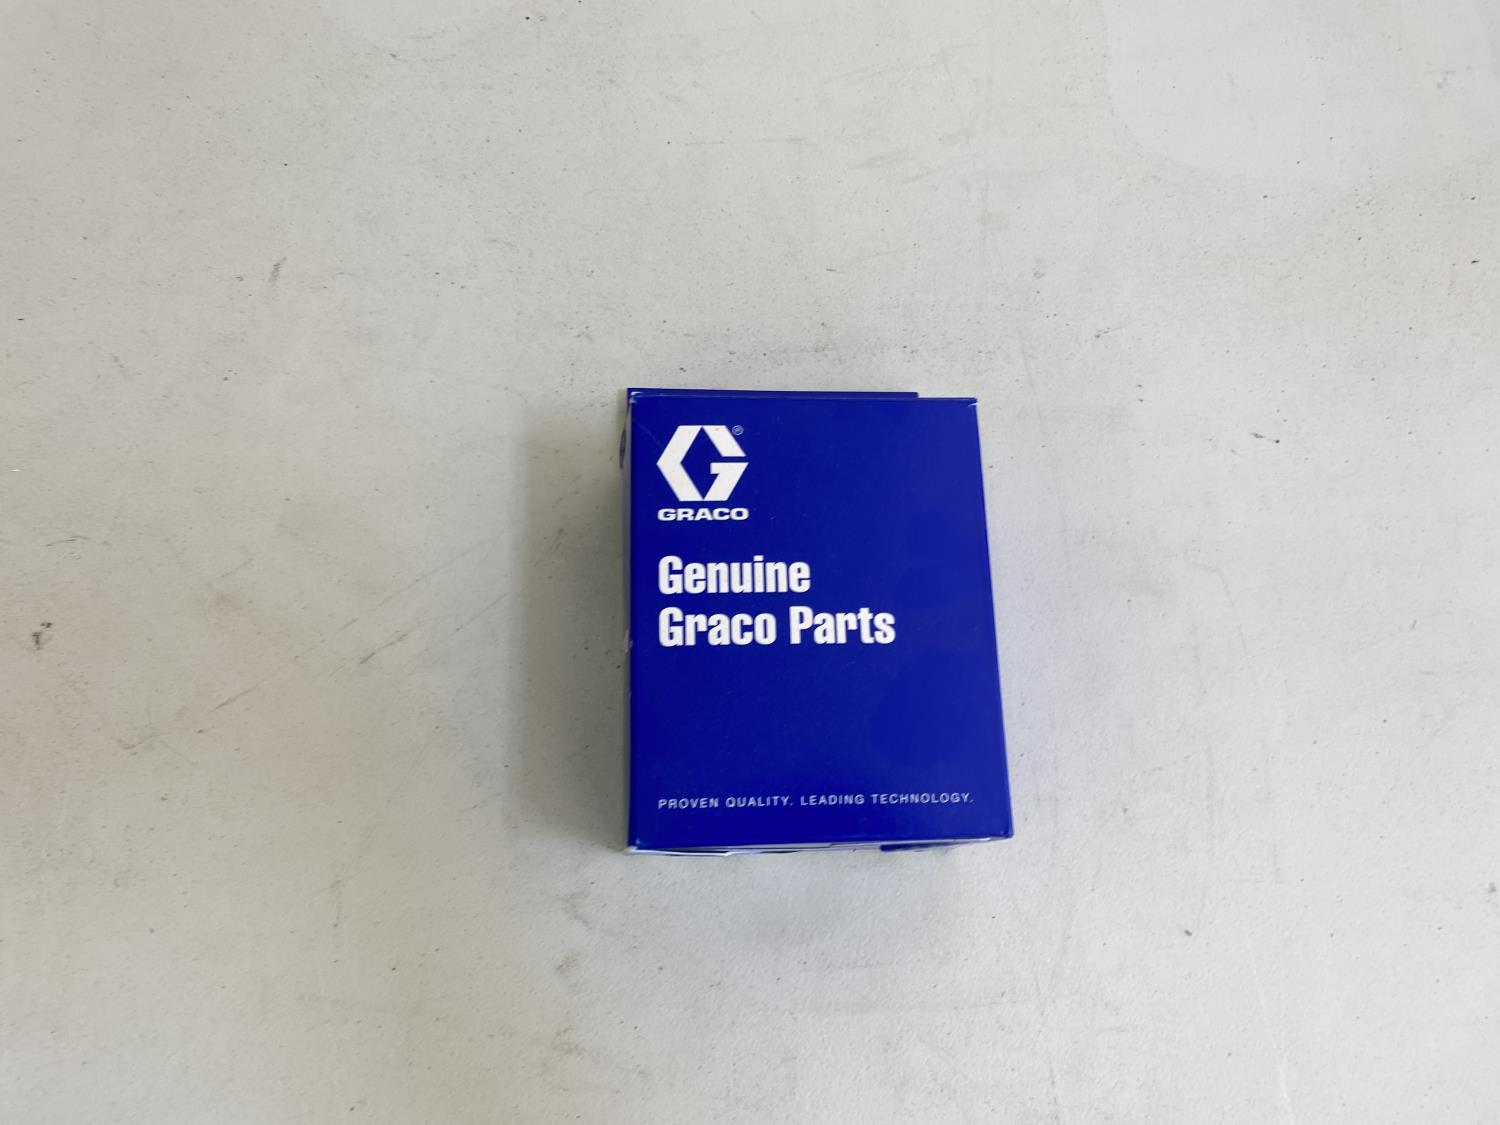 ®
GRACO
Genuine
Graco Parts
PROVEN QUALITY. LEADING TECHNOLOGY.